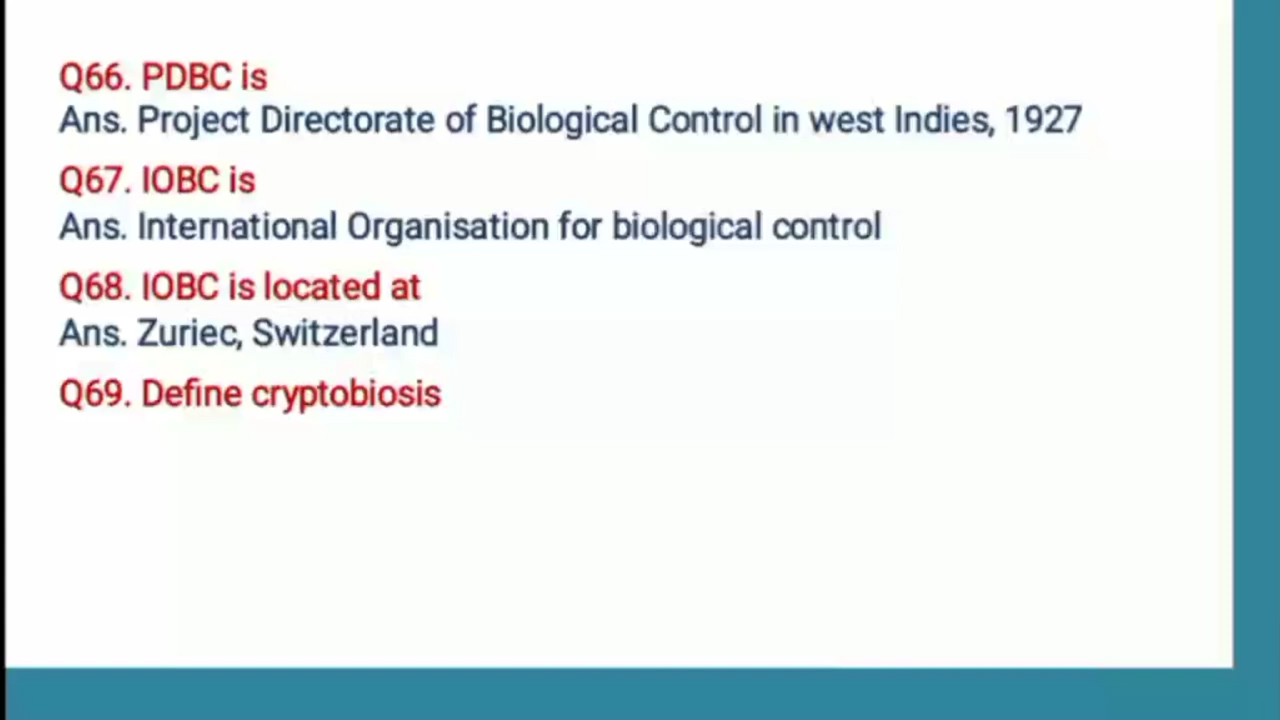 Q66. PDBC is
Ans. Project Directorate of Biological Control in west Indies, 1927
Q67. IOBC is
Ans. International Organisation for biological control
Q68. IOBC is located at
Ans. Zuriec, Switzerland
Q69. Define cryptobiosis